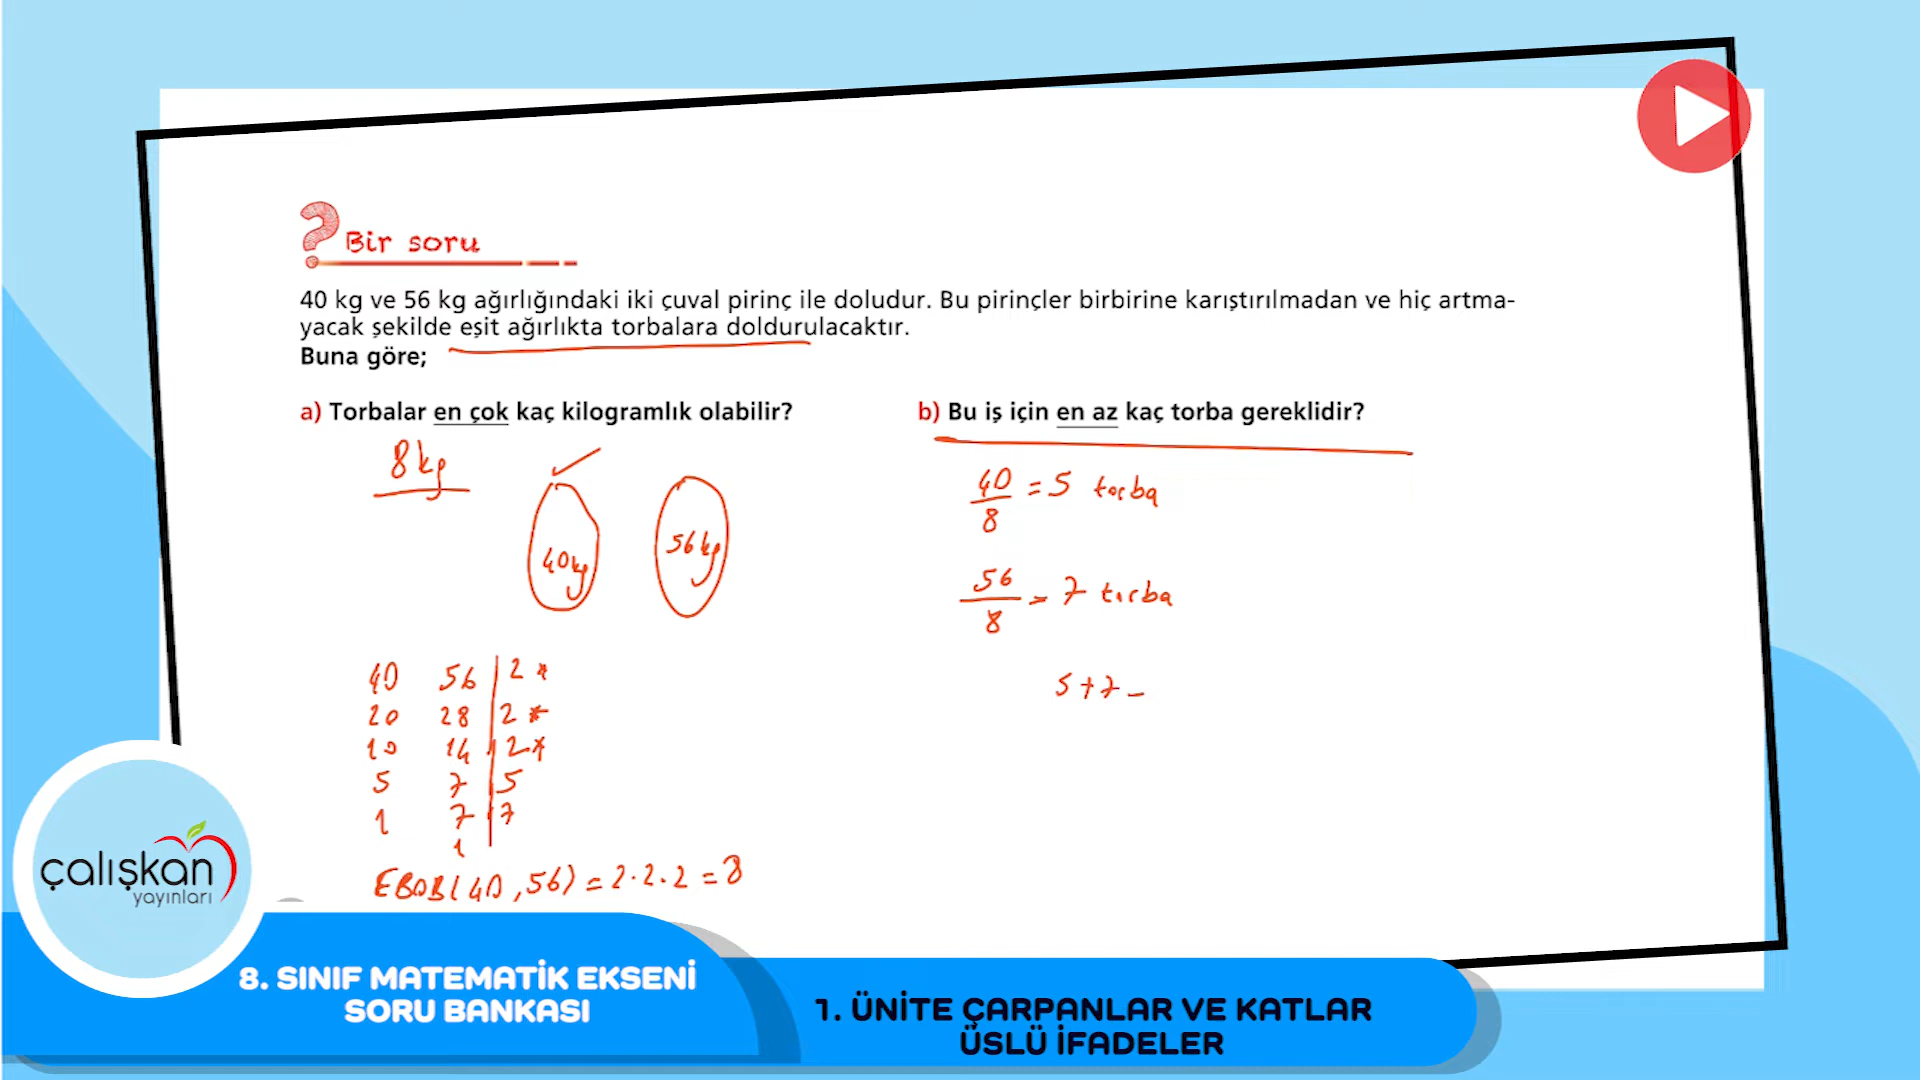 Bir soru
40 kg ve 56 kg ağırlığındaki iki çuval pirinç ile doludur. Bu pirinçler birbirine karıştırılmadan ve hiç artma-
yacak şekilde eşit ağırlıkta torbalara doldurulacaktır.
Buna göre;
a) Torbalar en çok kaç kilogramlık olabilir?
8 kg
40 kg
56 kg
40 56 | 2 *
20 28 | 2 *
10 14 | 2 *
5 7 | 5
1 7 | 7
1
EBOB(40, 56) = 2·2·2 = 8
b) Bu iş için en az kaç torba gereklidir?
40/8 = 5 torba
56/8 = 7 torba
5 + 7 -
çalışkan
yayınları
8. SINIF MATEMATİK EKSENİ
SORU BANKASI
1. ÜNİTE ÇARPANLAR VE KATLAR
ÜSLÜ İFADELER